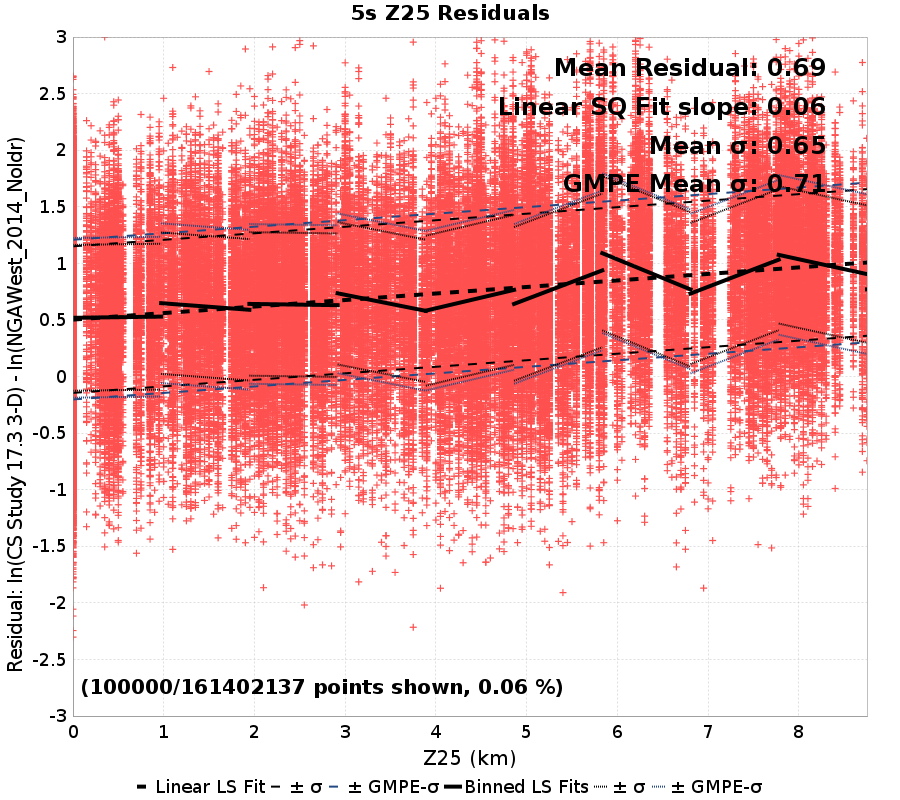 5s Z25 Residuals
Mean Residual: 0.69
Linear SQ Fit slope: 0.06
Mean σ: 0.65
GMPE Mean σ: 0.71
Residual: ln(CS Study 17.3 3-D) - ln(NGAWest_2014_NoIdr)
3
2.5
2
1.5
1
0.5
0
-0.5
-1
-1.5
-2
-2.5
-3
(100000/161402137 points shown, 0.06 %)
0 1 2 3 4 5 6 7 8
Z25 (km)
Linear LS Fit ± σ ± GMPE-σ Binned LS Fits ± σ ± GMPE-σ